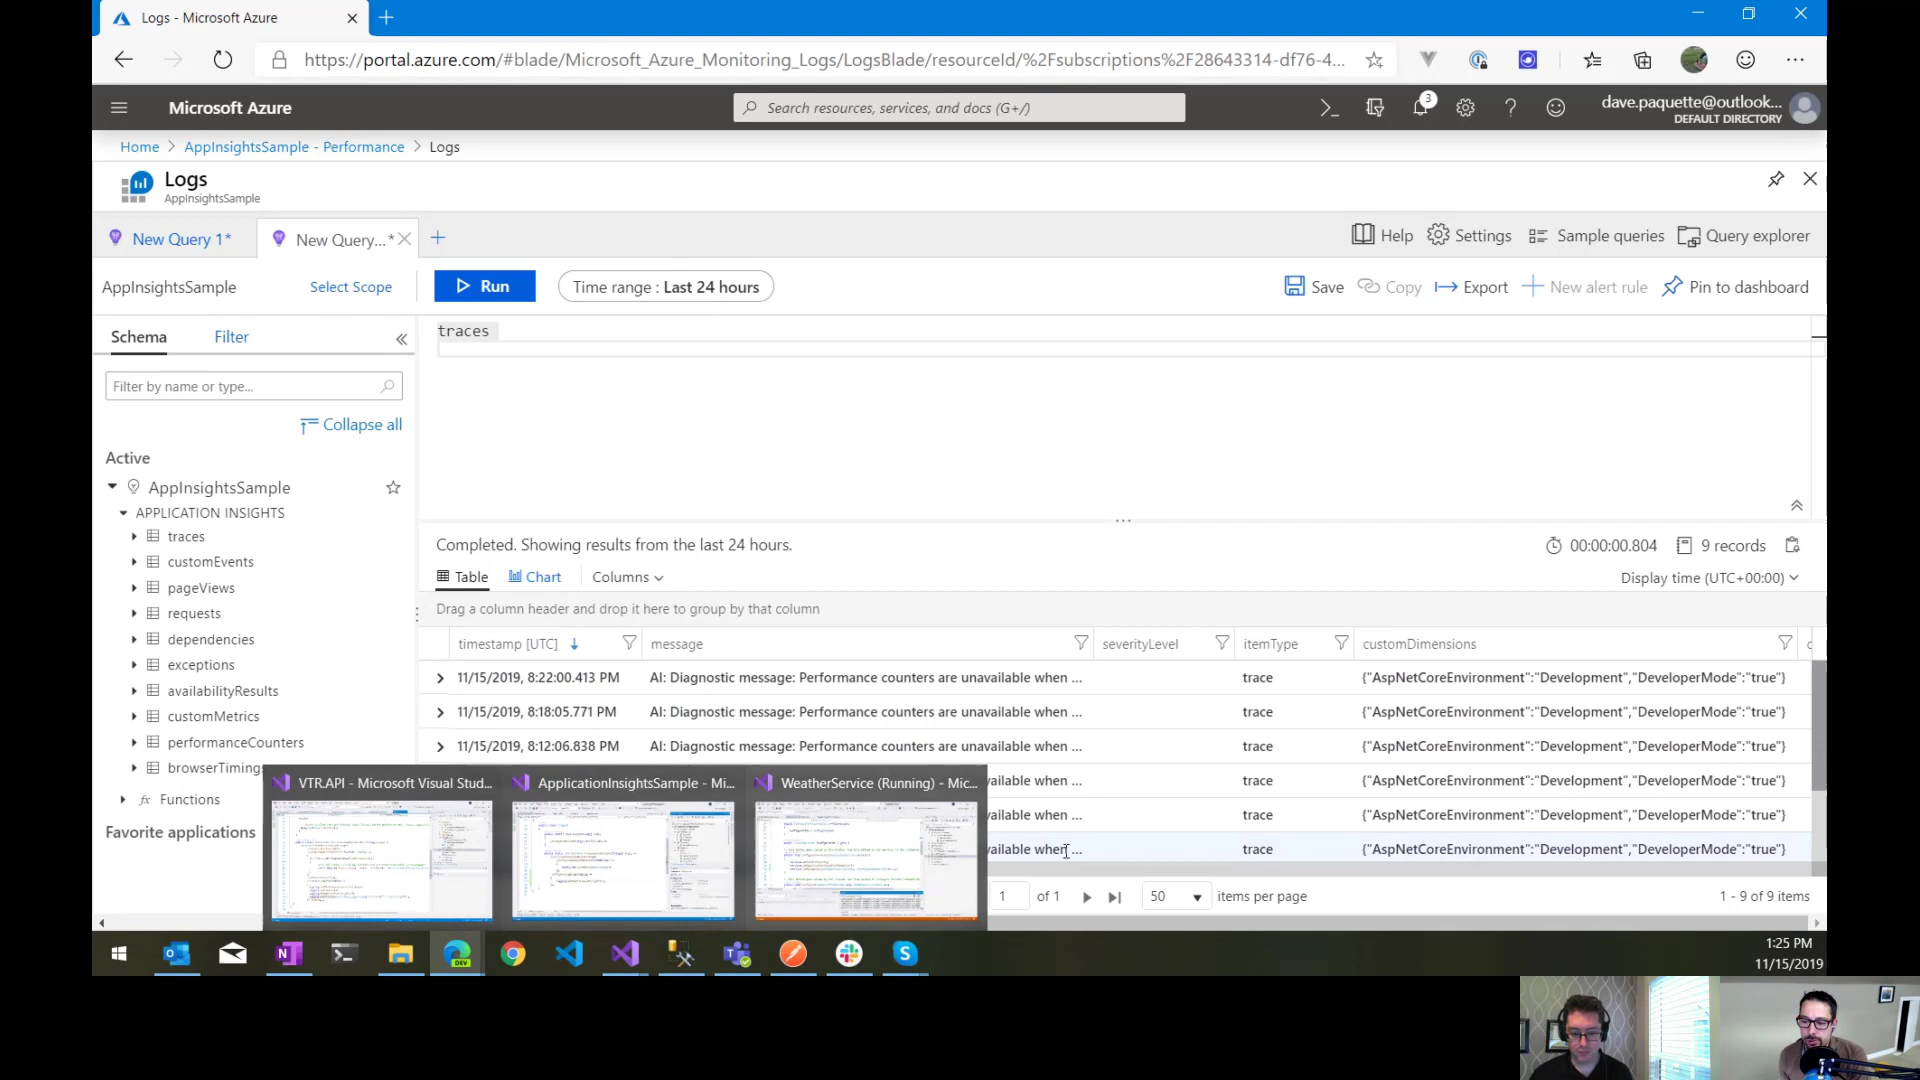 Logs - Microsoft Azure
https://portal.azure.com/#blade/Microsoft_Azure_Monitoring_Logs/LogsBlade/resourceId/%2Fsubscriptions%2F28643314-df76-4...
Microsoft Azure
Search resources, services, and docs (G+/)
3
dave.paquette@outlook...
DEFAULT DIRECTORY
Home > AppInsightsSample - Performance > Logs
Logs
AppInsightsSample
New Query 1*
New Query...*
Help
Settings
Sample queries
Query explorer
AppInsightsSample
Select Scope
Run
Time range : Last 24 hours
Save
Copy
Export
New alert rule
Pin to dashboard
Schema
Filter
traces
Filter by name or type...
Collapse all
Active
AppInsightsSample
APPLICATION INSIGHTS
traces
customEvents
pageViews
requests
dependencies
exceptions
availabilityResults
customMetrics
performanceCounters
browserTimings
fx Functions
Favorite applications
Completed. Showing results from the last 24 hours.
00:00:00.804
9 records
Table
Chart
Columns
Display time (UTC+00:00)
Drag a column header and drop it here to group by that column
timestamp [UTC] message severityLevel itemType customDimensions
11/15/2019, 8:22:00.413 PM AI: Diagnostic message: Performance counters are unavailable when ... trace {"AspNetCoreEnvironment":"Development","DeveloperMode":"true"}
11/15/2019, 8:18:05.771 PM AI: Diagnostic message: Performance counters are unavailable when ... trace {"AspNetCoreEnvironment":"Development","DeveloperMode":"true"}
11/15/2019, 8:12:06.838 PM AI: Diagnostic message: Performance counters are unavailable when ... trace {"AspNetCoreEnvironment":"Development","DeveloperMode":"true"}
available when ... trace {"AspNetCoreEnvironment":"Development","DeveloperMode":"true"}
available when ... trace {"AspNetCoreEnvironment":"Development","DeveloperMode":"true"}
available when ... trace {"AspNetCoreEnvironment":"Development","DeveloperMode":"true"}
VTR.API - Microsoft Visual Stud...
ApplicationInsightsSample - Mi...
WeatherService (Running) - Mic...
1 of 1
50 items per page
1 - 9 of 9 items
DEV
1:25 PM
11/15/2019